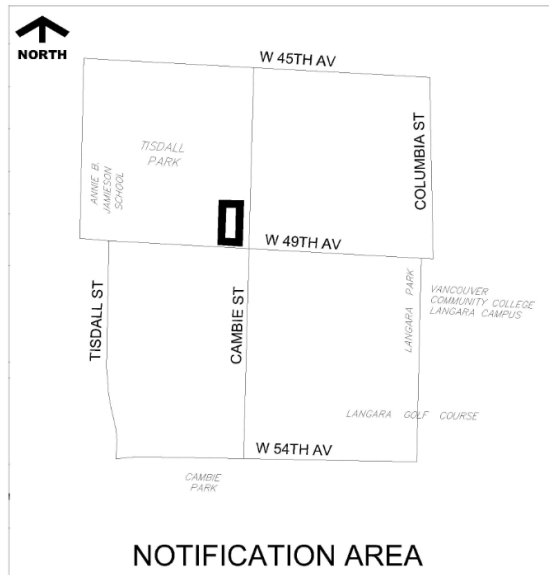 NORTH
W 45TH AV
TISDALL
PARK
ANNIE B.
JAMIESON
SCHOOL
COLUMBIA ST
W 49TH AV
TISDALL ST
CAMBIE ST
LANGARA PARK
VANCOUVER
COMMUNITY COLLEGE
LANGARA CAMPUS
LANGARA GOLF COURSE
W 54TH AV
CAMBIE
PARK
NOTIFICATION AREA